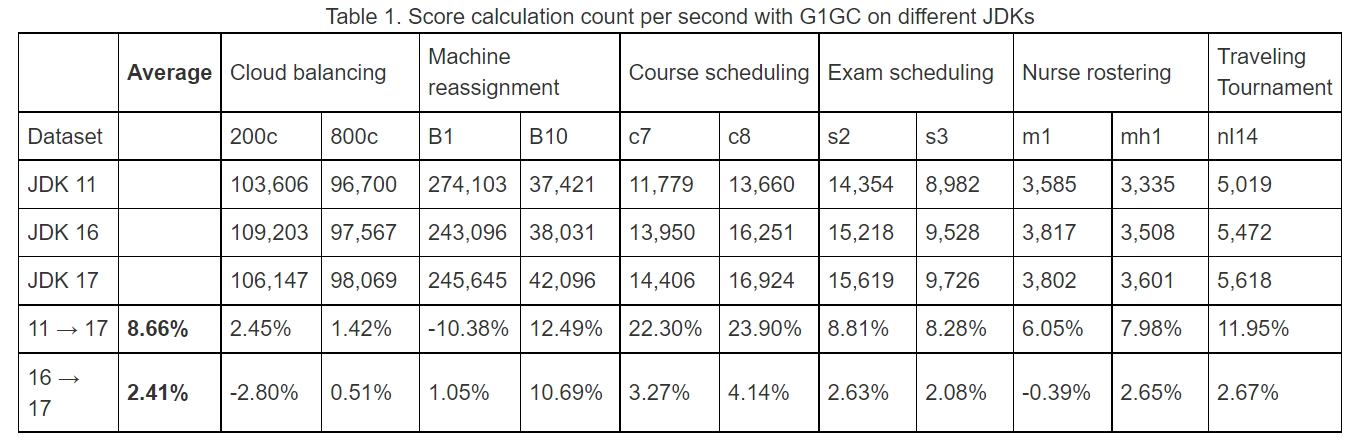 Table 1. Score calculation count per second with G1GC on different JDKs
Average Cloud balancing Machine reassignment Course scheduling Exam scheduling Nurse rostering Traveling Tournament
Dataset 200c 800c B1 B10 c7 c8 s2 s3 m1 mh1 nl14
JDK 11 103,606 96,700 274,103 37,421 11,779 13,660 14,354 8,982 3,585 3,335 5,019
JDK 16 109,203 97,567 243,096 38,031 13,950 16,251 15,218 9,528 3,817 3,508 5,472
JDK 17 106,147 98,069 245,645 42,096 14,406 16,924 15,619 9,726 3,802 3,601 5,618
11 → 17 8.66% 2.45% 1.42% -10.38% 12.49% 22.30% 23.90% 8.81% 8.28% 6.05% 7.98% 11.95%
16 → 17 2.41% -2.80% 0.51% 1.05% 10.69% 3.27% 4.14% 2.63% 2.08% -0.39% 2.65% 2.67%